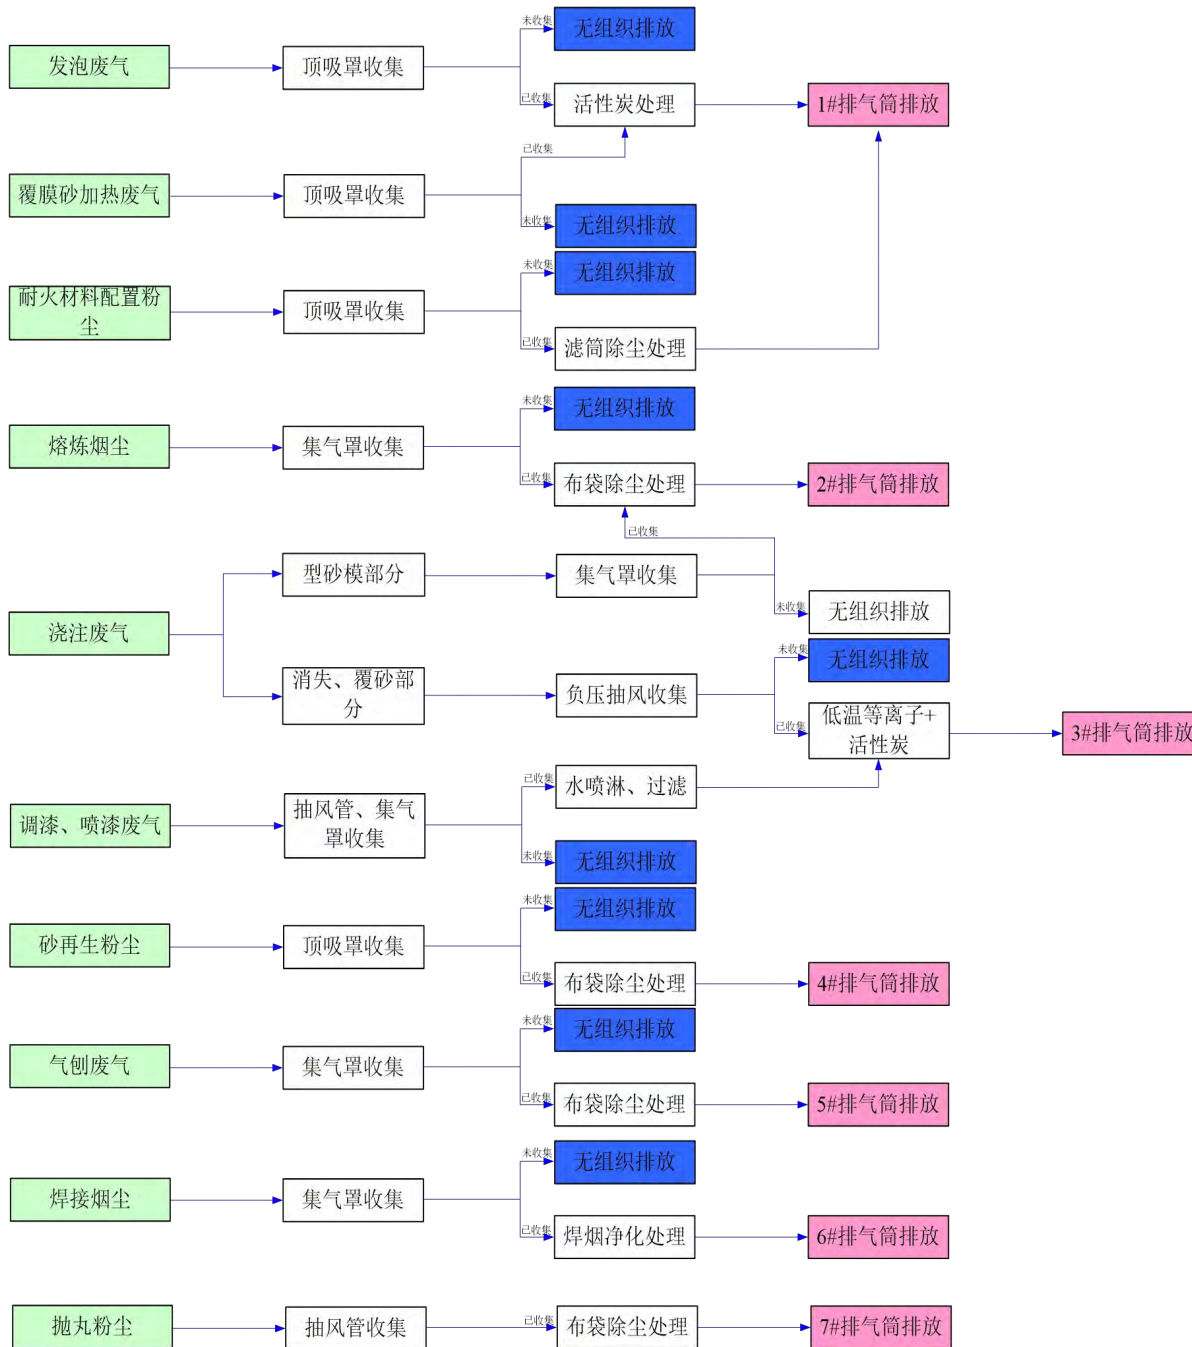 未收集
无组织排放
发泡废气
顶吸罩收集
已收集
活性炭处理
1#排气筒排放
已收集
覆膜砂加热废气
顶吸罩收集
未收集
无组织排放
未收集
无组织排放
耐火材料配置粉
尘
顶吸罩收集
已收集
滤筒除尘处理
未收集
无组织排放
熔炼烟尘
集气罩收集
已收集
布袋除尘处理
2#排气筒排放
已收集
型砂模部分
集气罩收集
未收集
无组织排放
浇注废气
未收集
无组织排放
消失、覆砂部
分
负压抽风收集
已收集
低温等离子+
活性炭
3#排气筒排放
已收集
水喷淋、过滤
调漆、喷漆废气
抽风管、集气
罩收集
未收集
无组织排放
未收集
无组织排放
砂再生粉尘
顶吸罩收集
已收集
布袋除尘处理
4#排气筒排放
未收集
无组织排放
气刨废气
集气罩收集
已收集
布袋除尘处理
5#排气筒排放
未收集
无组织排放
焊接烟尘
集气罩收集
已收集
焊烟净化处理
6#排气筒排放
抛丸粉尘
抽风管收集
已收集
布袋除尘处理
7#排气筒排放